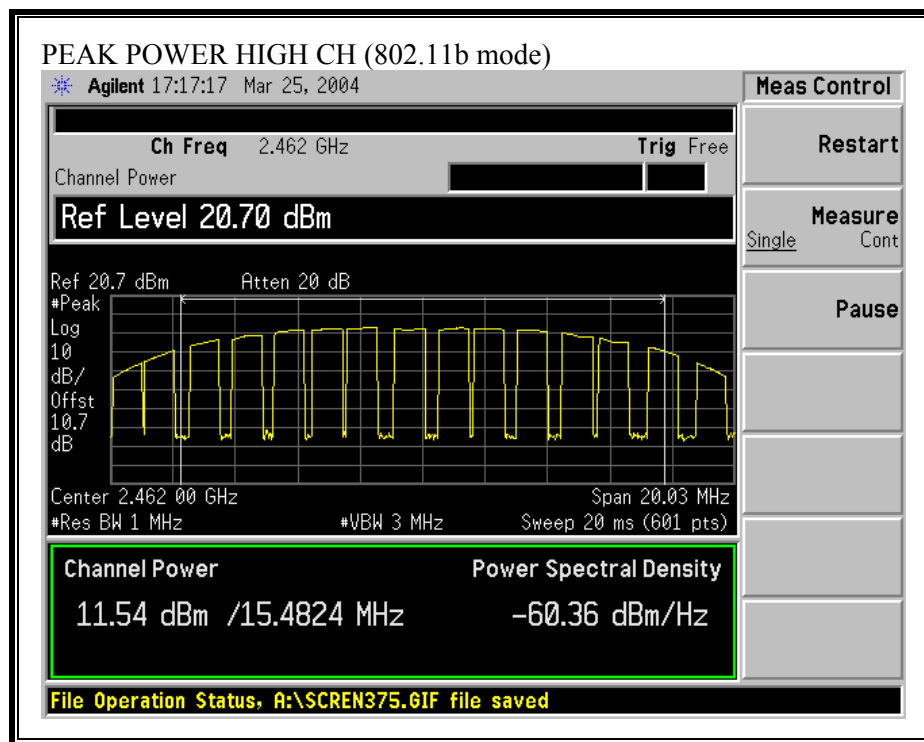 PEAK POWER HIGH CH (802.11b mode)
Agilent 17:17:17 Mar 25, 2004
Meas Control
Ch Freq 2.462 GHz Trig Free
Channel Power
Restart
Ref Level 20.70 dBm
Measure
Single Cont
Ref 20.7 dBm Atten 20 dB
#Peak
Log
10
dB/
Offst
10.7
dB
Pause
Center 2.462 00 GHz Span 20.03 MHz
#Res BW 1 MHz #VBW 3 MHz Sweep 20 ms (601 pts)
Channel Power Power Spectral Density
11.54 dBm /15.4824 MHz -60.36 dBm/Hz
File Operation Status, A:\SCREN375.GIF file saved